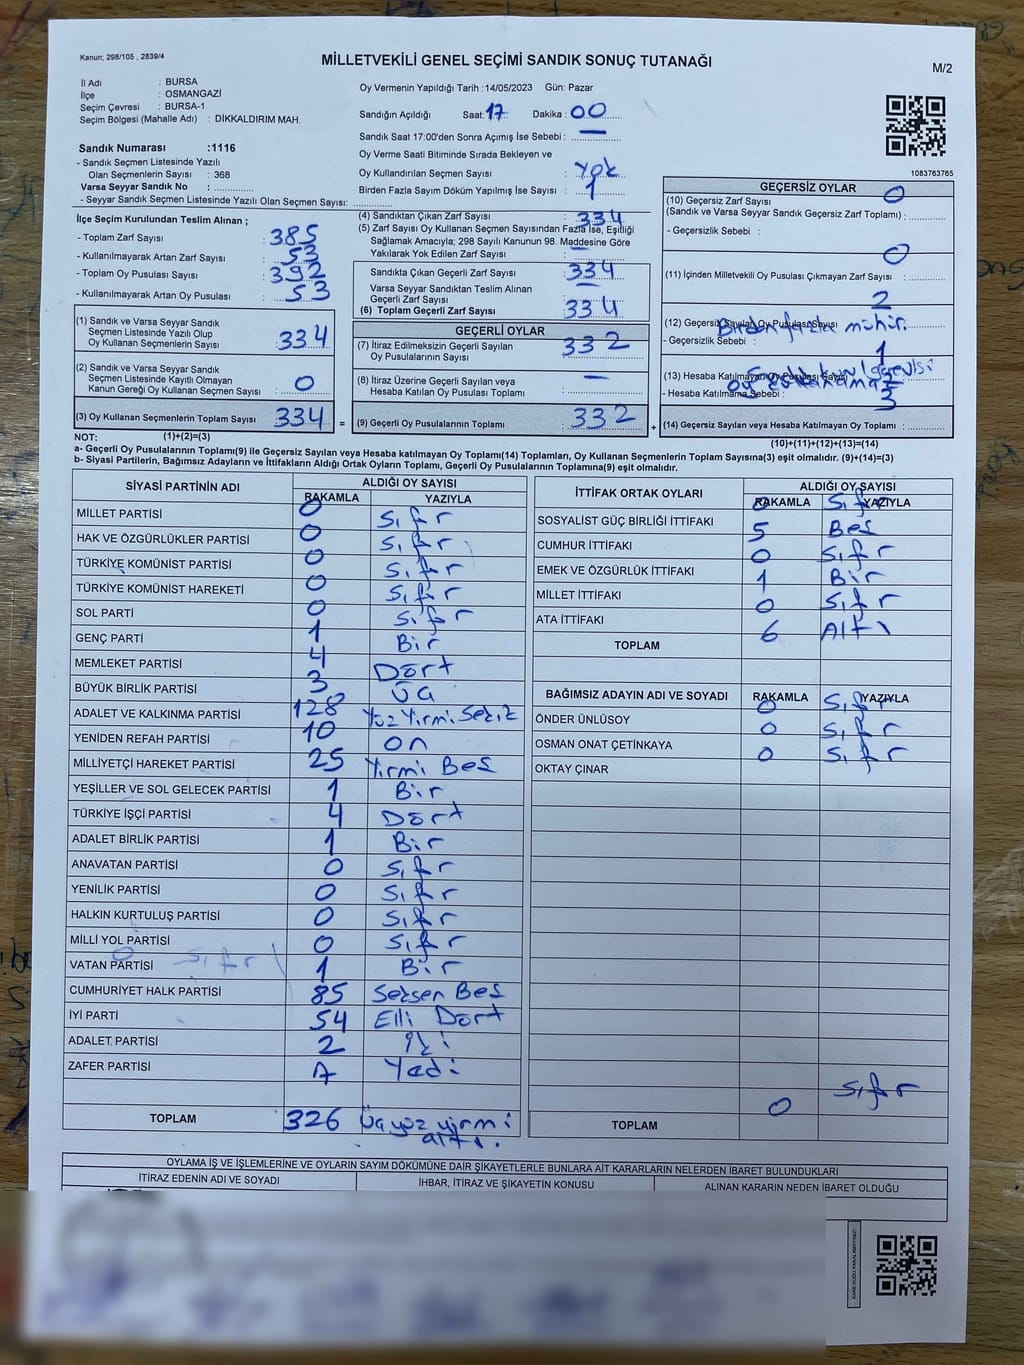 Kanun; 298/105 , 2839/4
MİLLETVEKİLİ GENEL SEÇİMİ SANDIK SONUÇ TUTANAĞI
M/2
İl Adı : BURSA
İlçe : OSMANGAZİ
Seçim Çevresi : BURSA-1
Seçim Bölgesi (Mahalle Adı) : DİKKALDIRIM MAH.
Oy Vermenin Yapıldığı Tarih :14/05/2023 Gün: Pazar
Sandığın Açıldığı Saat: 17 Dakika : 00
Sandık Saat 17:00'den Sonra Açımış İse Sebebi : —
Oy Verme Saati Bitiminde Sırada Bekleyen ve
Oy Kullandırılan Seçmen Sayısı : Yok
Birden Fazla Sayım Döküm Yapılmış İse Sayısı : 1
Sandık Numarası :1116
- Sandık Seçmen Listesinde Yazılı
Olan Seçmenlerin Sayısı : 368
Varsa Seyyar Sandık No :
- Seyyar Sandık Seçmen Listesinde Yazılı Olan Seçmen Sayısı:
1083763765
İlçe Seçim Kurulundan Teslim Alınan ;
- Toplam Zarf Sayısı : 385
- Kullanılmayarak Artan Zarf Sayısı : 53
- Toplam Oy Pusulası Sayısı : 392
- Kullanılmayarak Artan Oy Pusulası : 53
(1) Sandık ve Varsa Seyyar Sandık
Seçmen Listesinde Yazılı Olup
Oy Kullanan Seçmenlerin Sayısı : 334
(2) Sandık ve Varsa Seyyar Sandık
Seçmen Listesinde Kayıtlı Olmayan
Kanun Gereği Oy Kullanan Seçmen Sayısı : 0
(3) Oy Kullanan Seçmenlerin Toplam Sayısı : 334
(4) Sandıktan Çıkan Zarf Sayısı : 334
(5) Zarf Sayısı Oy Kullanan Seçmen Sayısından Fazla İse, Eşitliği
Sağlamak Amacıyla; 298 Sayılı Kanunun 98. Maddesine Göre
Yakılarak Yok Edilen Zarf Sayısı : —
Sandıkta Çıkan Geçerli Zarf Sayısı : 334
Varsa Seyyar Sandıktan Teslim Alınan
Geçerli Zarf Sayısı : —
(6) Toplam Geçerli Zarf Sayısı : 334
GEÇERLİ OYLAR
(7) İtiraz Edilmeksizin Geçerli Sayılan
Oy Pusulalarının Sayısı : 332
(8) İtiraz Üzerine Geçerli Sayılan veya
Hesaba Katılan Oy Pusulası Sayısı : —
= (9) Geçerli Oy Pusulalarının Toplamı : 332 +
GEÇERSİZ OYLAR
(10) Geçersiz Zarf Sayısı 0
(Sandık ve Varsa Seyyar Sandık Geçersiz Zarf Toplamı) :
- Geçersizlik Sebebi :
0
(11) İçinden Milletvekili Oy Pusulası Çıkmayan Zarf Sayısı :
2
(12) Geçersiz Sayılan Oy Pusulası Sayısı
Birden fazla mühür.
- Geçersizlik Sebebi :
1
(13) Hesaba Katılmayan Oy Pusulası Sayısı
- Hesaba Katılmama Sebebi :
3
(14) Geçersiz Sayılan veya Hesaba Katılmayan Oy Toplamı :
NOT: (1)+(2)=(3)
(10)+(11)+(12)+(13)=(14)
a- Geçerli Oy Pusulalarının Toplamı(9) ile Geçersiz Sayılan veya Hesaba katılmayan Oy Toplamı(14) Toplamları, Oy Kullanan Seçmenlerin Toplam Sayısına(3) eşit olmalıdır. (9)+(14)=(3)
b- Siyasi Partilerin, Bağımsız Adayların ve İttifakların Aldığı Ortak Oyların Toplamı, Geçerli Oy Pusulalarının Toplamına(9) eşit olmalıdır.
SİYASİ PARTİNİN ADI ALDIĞI OY SAYISI
RAKAMLA YAZIYLA
MİLLET PARTİSİ 0 Sıfır
HAK VE ÖZGÜRLÜKLER PARTİSİ 0 Sıfır
TÜRKİYE KOMÜNİST PARTİSİ 0 Sıfır
TÜRKİYE KOMÜNİST HAREKETİ 0 Sıfır
SOL PARTİ 0 Sıfır
GENÇ PARTİ 1 Bir
MEMLEKET PARTİSİ 4 Dört
BÜYÜK BİRLİK PARTİSİ 3 Üç
ADALET VE KALKINMA PARTİSİ 128 Yüz Yirmi Sekiz
YENİDEN REFAH PARTİSİ 10 On
MİLLİYETÇİ HAREKET PARTİSİ 25 Yirmi Beş
YEŞİLLER VE SOL GELECEK PARTİSİ 1 Bir
TÜRKİYE İŞÇİ PARTİSİ 4 Dört
ADALET BİRLİK PARTİSİ 1 Bir
ANAVATAN PARTİSİ 0 Sıfır
YENİLİK PARTİSİ 0 Sıfır
HALKIN KURTULUŞ PARTİSİ 0 Sıfır
MİLLİ YOL PARTİSİ 0 Sıfır
0 Sıfır
VATAN PARTİSİ 1 Bir
CUMHURİYET HALK PARTİSİ 85 Seksen Beş
İYİ PARTİ 54 Elli Dört
ADALET PARTİSİ 2 İki
ZAFER PARTİSİ 7 Yedi
TOPLAM 326 Üçyüz yirmi
altı.
İTTİFAK ORTAK OYLARI ALDIĞI OY SAYISI
RAKAMLA YAZIYLA
0 Sıfır
SOSYALİST GÜÇ BİRLİĞİ İTTİFAKI
5 Beş
CUMHUR İTTİFAKI
0 Sıfır
EMEK VE ÖZGÜRLÜK İTTİFAKI
1 Bir
MİLLET İTTİFAKI
0 Sıfır
ATA İTTİFAKI
6 Altı
TOPLAM
BAĞIMSIZ ADAYIN ADI VE SOYADI RAKAMLA YAZIYLA
0 Sıfır
ÖNDER ÜNLÜSOY
0 Sıfır
OSMAN ONAT ÇETİNKAYA
0 Sıfır
OKTAY ÇINAR
0 Sıfır
TOPLAM
OYLAMA İŞ VE İŞLEMLERİNE VE OYLARIN SAYIM DÖKÜMÜNE DAİR ŞİKAYETLERLE BUNLARA AİT KARARLARIN NELERDEN İBARET BULUNDUKLARI
İTİRAZ EDENİN ADI VE SOYADI İHBAR, İTİRAZ VE ŞİKAYETİN KONUSU ALINAN KARARIN NEDEN İBARET OLDUĞU